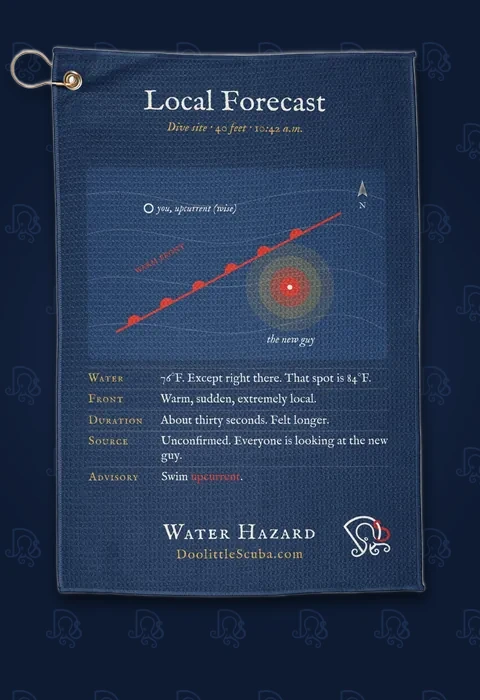 Local Forecast
Dive site · 40 feet · 10:42 a.m.
you, upcurrent (wise)
N
WARM FRONT
the new guy
Water 76°F. Except right there. That spot is 84°F.
Front Warm, sudden, extremely local.
Duration About thirty seconds. Felt longer.
Source Unconfirmed. Everyone is looking at the new
guy.
Advisory Swim upcurrent.
Water Hazard
DoolittleScuba.com